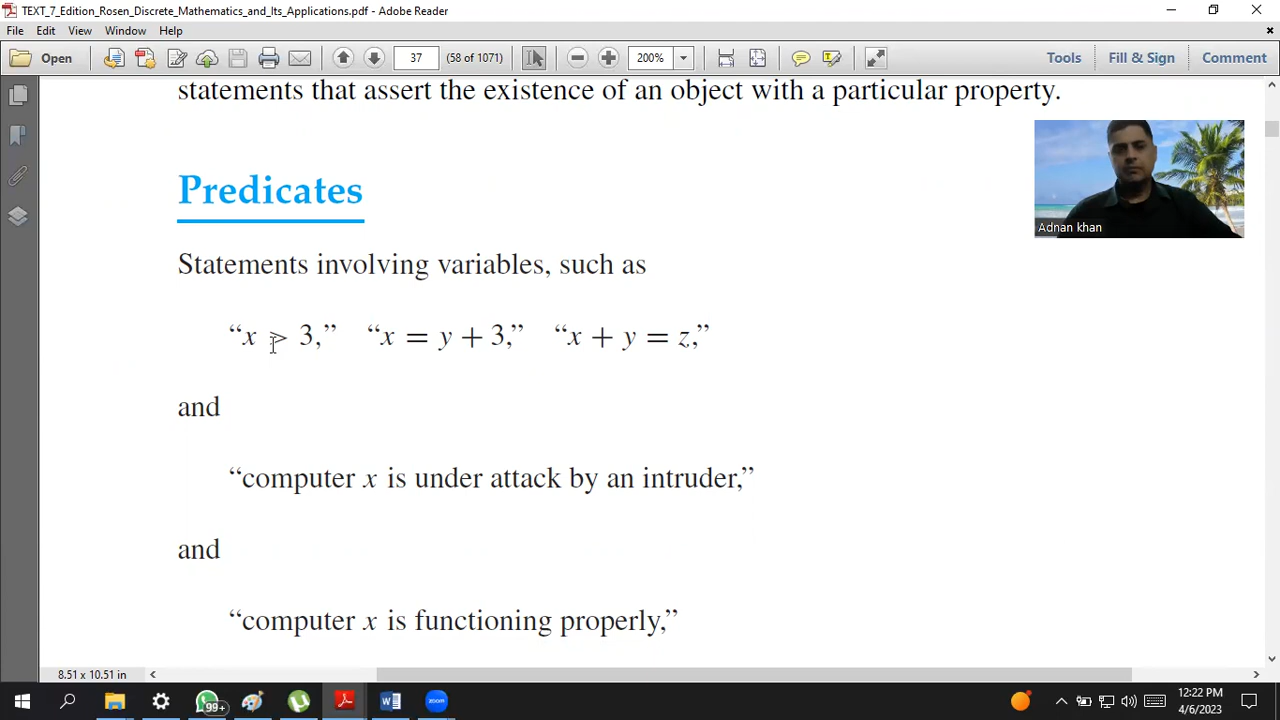 TEXT_7_Edition_Rosen_Discrete_Mathematics_and_Its_Applications.pdf - Adobe Reader
File Edit View Window Help
Open 37 (58 of 1071) 200% Tools Fill & Sign Comment
statements that assert the existence of an object with a particular property.
Adnan khan
Predicates
Statements involving variables, such as
“x > 3,” “x = y + 3,” “x + y = z,”
and
“computer x is under attack by an intruder,”
and
“computer x is functioning properly,”
8.51 x 10.51 in
99+
zoom
12:22 PM
4/6/2023